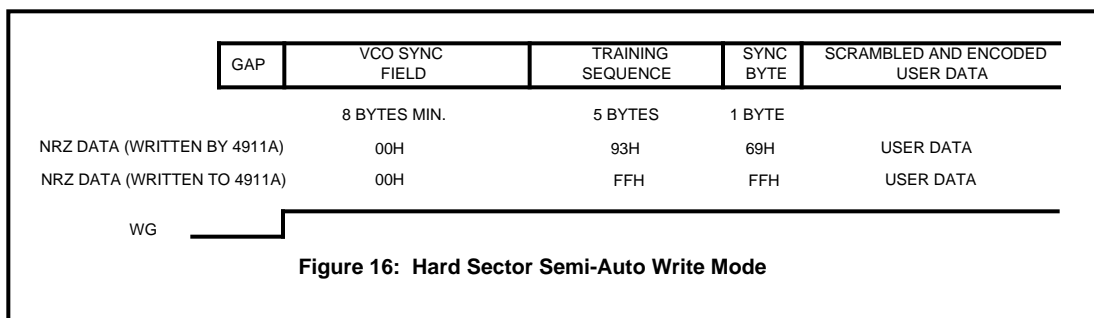 GAP VCO SYNC FIELD TRAINING SEQUENCE SYNC BYTE SCRAMBLED AND ENCODED USER DATA
8 BYTES MIN. 5 BYTES 1 BYTE
NRZ DATA (WRITTEN BY 4911A) 00H 93H 69H USER DATA
NRZ DATA (WRITTEN TO 4911A) 00H FFH FFH USER DATA
WG
Figure 16: Hard Sector Semi-Auto Write Mode